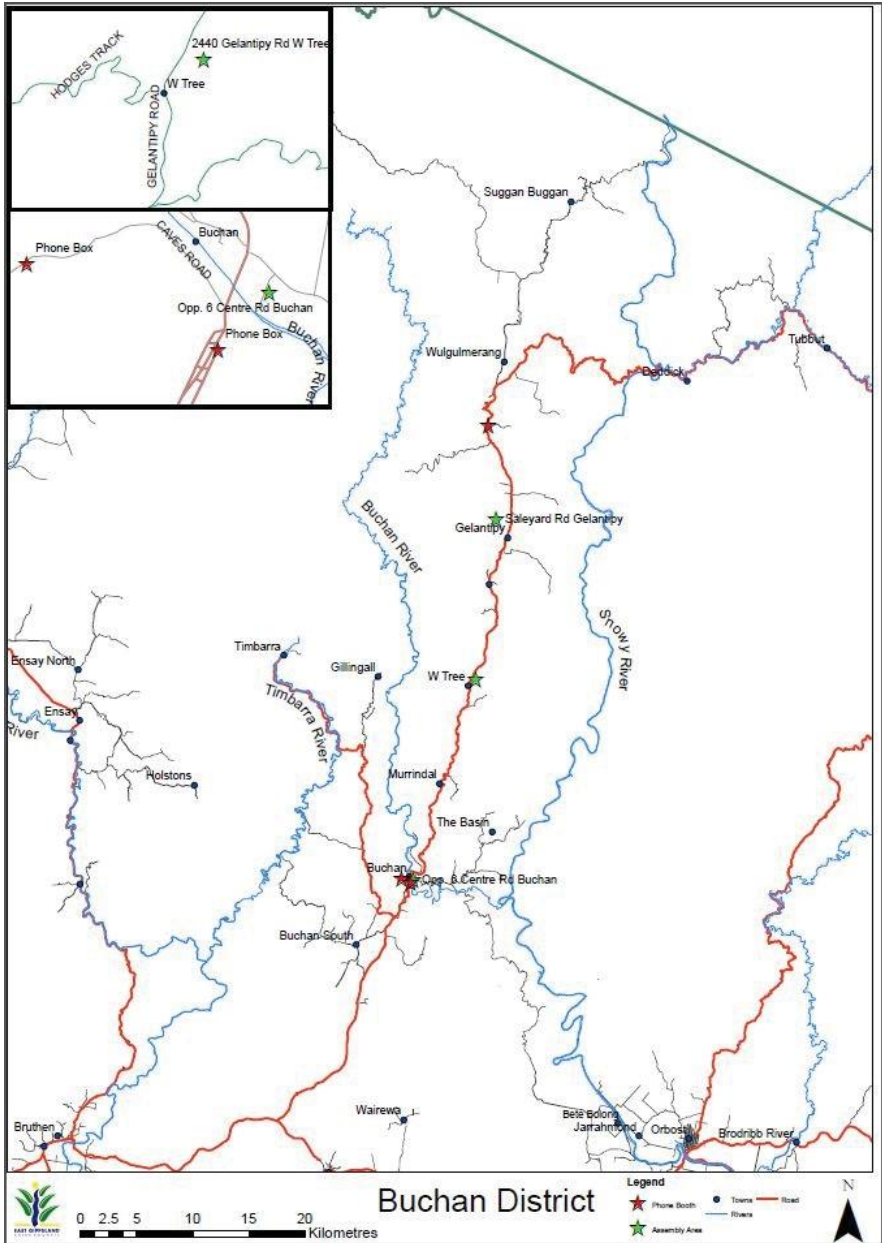 2440 Gelantipy Rd W Tree
HODGES TRACK
W Tree
GELANTIPY ROAD
Buchan
CAVES ROAD
Phone Box
Opp. 6 Centre Rd Buchan
Phone Box
Buchan River
Suggan Buggan
Wulgulmerang
Tubbut
Deddick
Saleyard Rd Gelantipy
Gelantipy
Buchan River
Snowy River
Timbarra
Ensay North
Gillingall
W Tree
Timbarra River
Ensay
River
Holstons
Murrindal
The Basin
Buchan
Opp. 6 Centre Rd Buchan
Buchan South
Wairewa
Bete Bolong
Jarrahmond
Orbost
Brodribb River
Bruthen
EAST GIPPSLAND
SHIRE COUNCIL
0 2.5 5 10 15 20
Kilometres
Buchan District
Legend
Phone Booth
Towns
Road
Rivers
Assembly Area
N